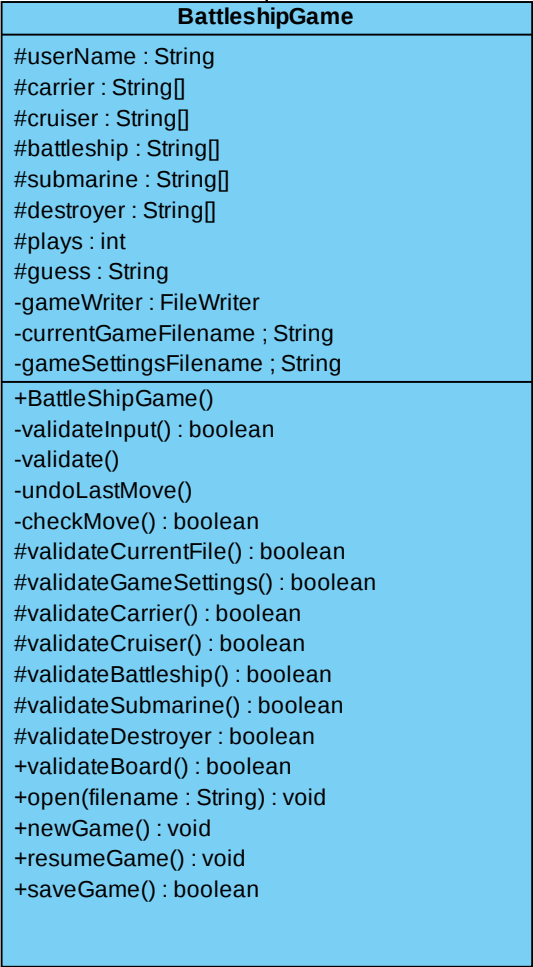 BattleshipGame
#userName : String
#carrier : String[]
#cruiser : String[]
#battleship : String[]
#submarine : String[]
#destroyer : String[]
#plays : int
#guess : String
-gameWriter : FileWriter
-currentGameFilename ; String
-gameSettingsFilename ; String
+BattleShipGame()
-validateInput() : boolean
-validate()
-undoLastMove()
-checkMove() : boolean
#validateCurrentFile() : boolean
#validateGameSettings() : boolean
#validateCarrier() : boolean
#validateCruiser() : boolean
#validateBattleship() : boolean
#validateSubmarine() : boolean
#validateDestroyer : boolean
+validateBoard() : boolean
+open(filename : String) : void
+newGame() : void
+resumeGame() : void
+saveGame() : boolean